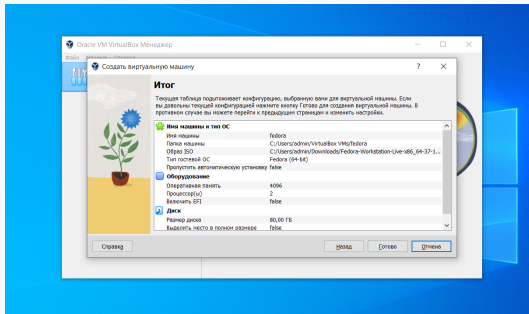 Oracle VM VirtualBox Менеджер
Файл Машина Справка
Создать виртуальную машину
Итог
Текущая таблица подытоживает конфигурацию, выбранную вами для виртуальной машины. Если
вы довольны текущей конфигурацией нажмите кнопку Готово для создания виртуальной машины. В
противном случае вы можете перейти к предыдущим страницам и изменить настройки.
Имя машины и тип ОС
Имя машины fedora
Папка машины C:/Users/admin/VirtualBox VMs/fedora
Образ ISO C:/Users/admin/Downloads/Fedora-Workstation-Live-x86_64-37-1...
Тип гостевой ОС Fedora (64-bit)
Пропустить автоматическую установку false
Оборудование
Оперативная память 4096
Процессор(ы) 2
Включить EFI false
Диск
Размер диска 80,00 ГБ
Выделить место в полном размере false
Справка Назад Готово Отмена